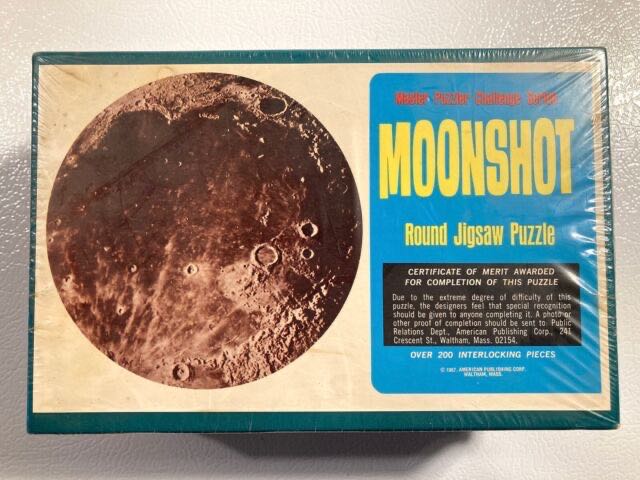 Master Puzzler Challenge Series
MOONSHOT
Round Jigsaw Puzzle
CERTIFICATE OF MERIT AWARDED
FOR COMPLETION OF THIS PUZZLE
Due to the extreme degree of difficulty of this
puzzle, the designers feel that special recognition
should be given to anyone completing it. A photo or
other proof of completion should be sent to: Public
Relations Dept., American Publishing Corp., 241
Crescent St., Waltham, Mass. 02154.
OVER 200 INTERLOCKING PIECES
© 1967, AMERICAN PUBLISHING CORP.
WALTHAM, MASS.